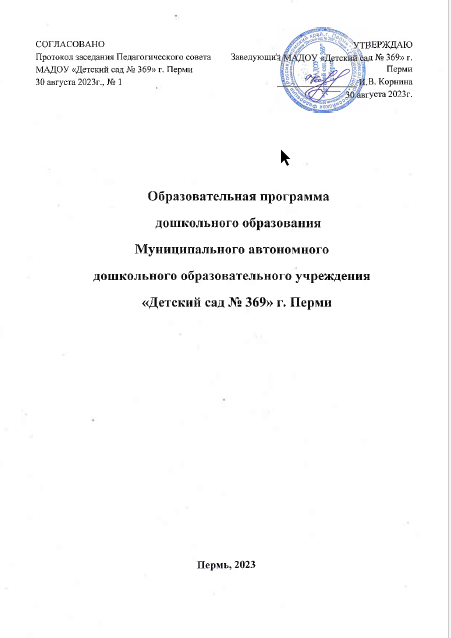 СОГЛАСОВАНО
Протокол заседания Педагогического совета
МАДОУ «Детский сад № 369» г. Перми
30 августа 2023г., № 1
УТВЕРЖДАЮ
Заведующий МАДОУ «Детский сад № 369» г.
Перми
И.В. Корнина
30 августа 2023г.
Образовательная программа
дошкольного образования
Муниципального автономного
дошкольного образовательного учреждения
«Детский сад № 369» г. Перми
Пермь, 2023